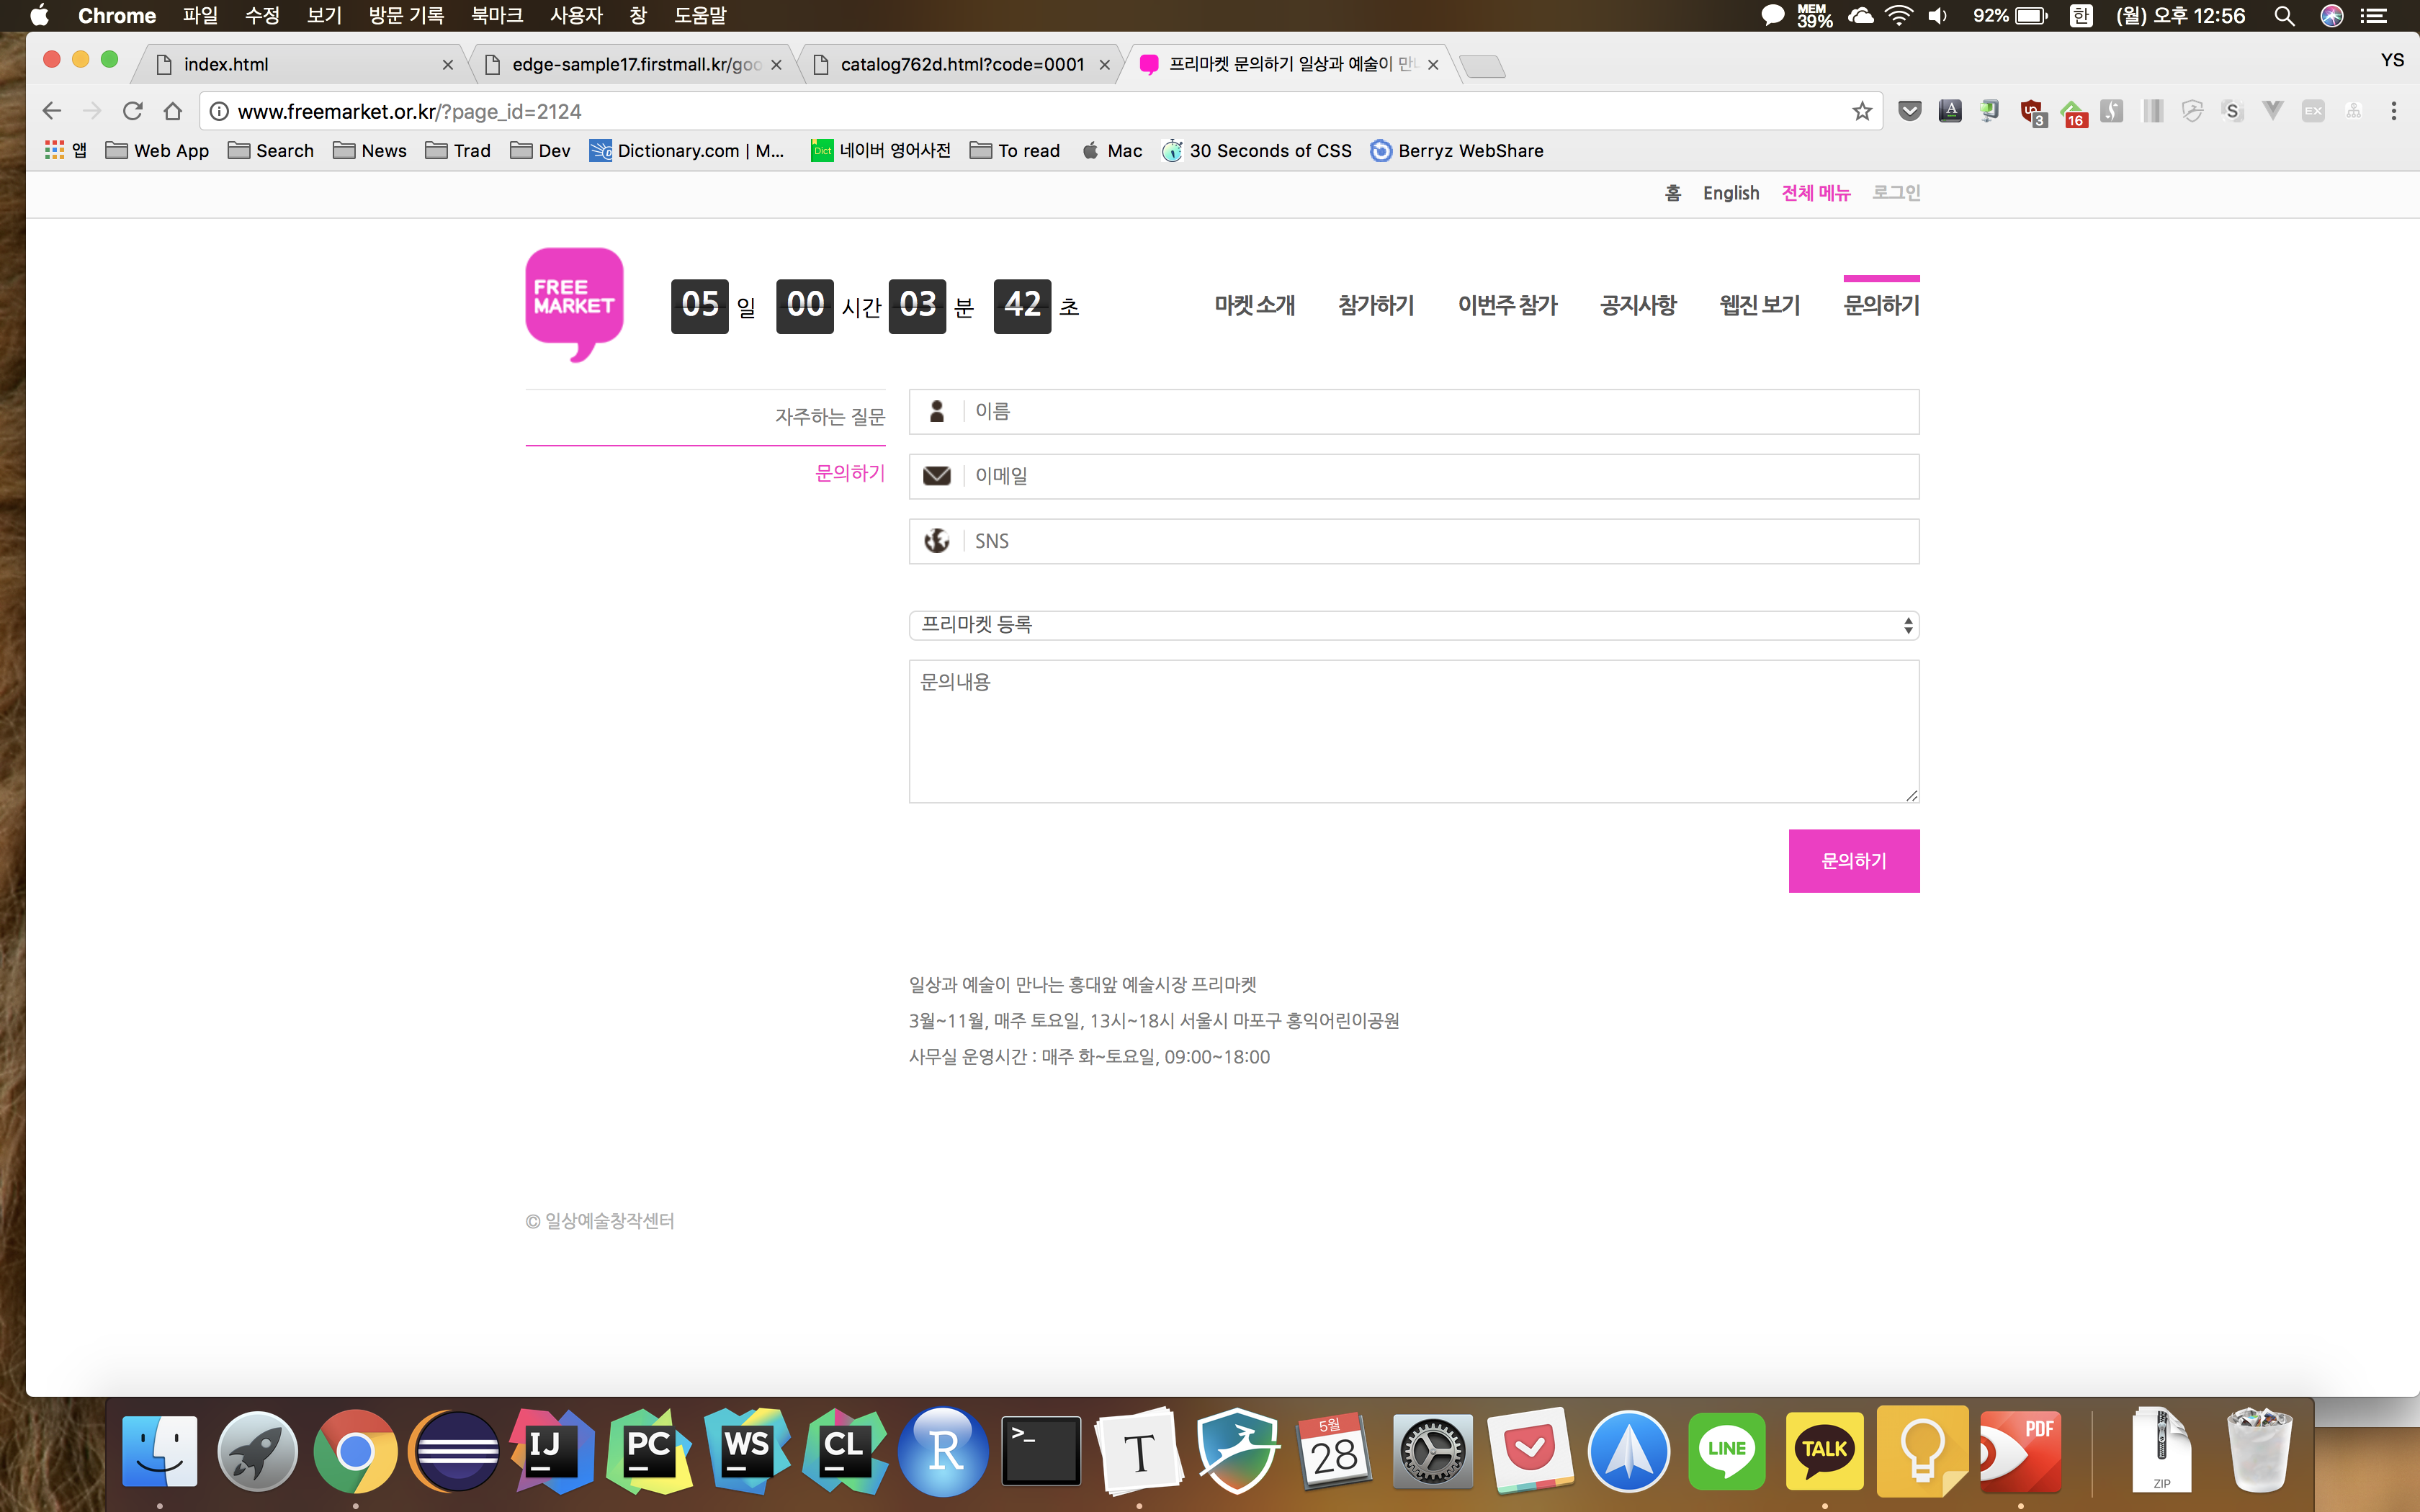 Chrome 파일 수정 보기 방문 기록 북마크 사용자 창 도움말 MEM 39% 92% 한 (월) 오후 12:56
index.html edge-sample17.firstmall.kr/goo catalog762d.html?code=0001 프리마켓 문의하기 일상과 예술이 YS
www.freemarket.or.kr/?page_id=2124 3 16 S EX
앱 Web App Search News Trad Dev Dictionary.com | M... Dict 네이버 영어사전 To read Mac 30 Seconds of CSS Berryz WebShare
홈 English 전체 메뉴 로그인
FREE
MARKET
05 일 00 시간 03 분 42 초
마켓 소개 참가하기 이번주 참가 공지사항 웹진 보기 문의하기
자주하는 질문
문의하기
이름
이메일
SNS
프리마켓 등록
문의내용
문의하기
일상과 예술이 만나는 홍대앞 예술시장 프리마켓
3월~11월, 매주 토요일, 13시~18시 서울시 마포구 홍익어린이공원
사무실 운영시간 : 매주 화~토요일, 09:00~18:00
© 일상예술창작센터
IJ PC WS CL R >_ T 5월 28 LINE TALK PDF ZIP